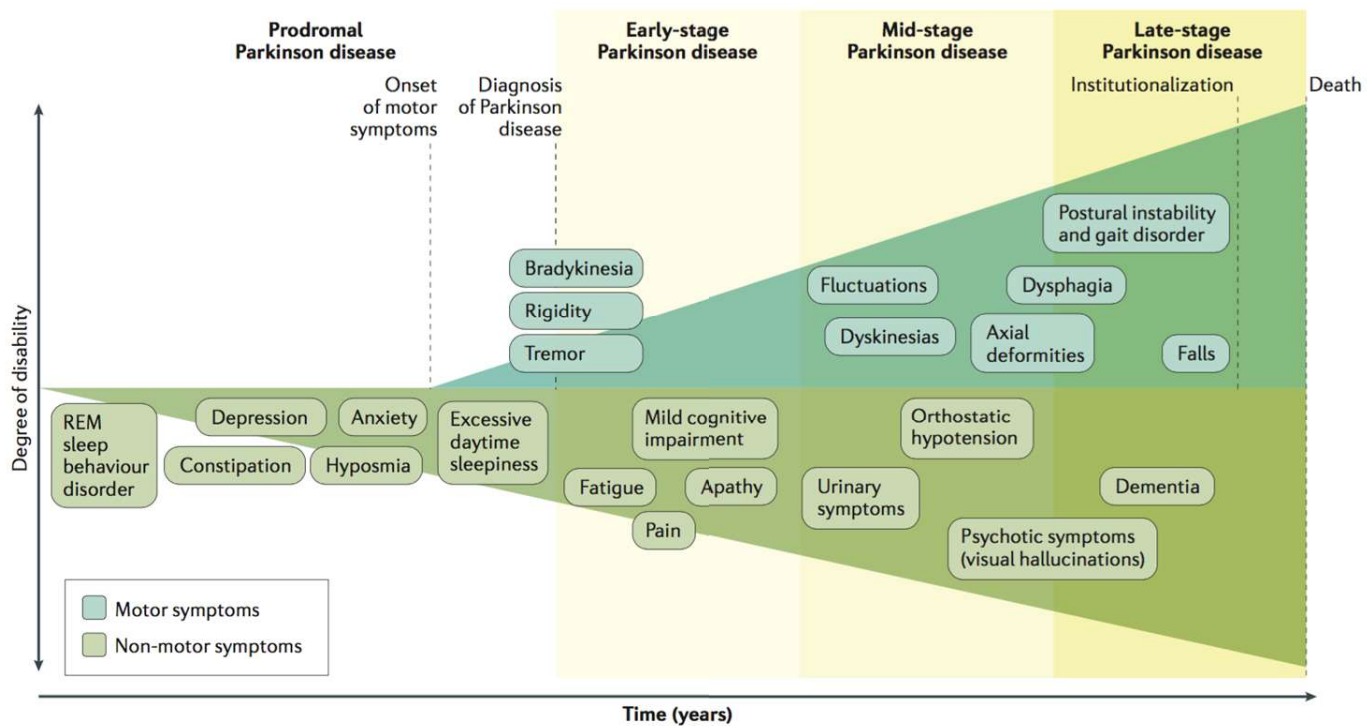 Prodromal
Parkinson disease
Early-stage
Parkinson disease
Mid-stage
Parkinson disease
Late-stage
Parkinson disease
Onset
of motor
symptoms
Diagnosis
of Parkinson
disease
Institutionalization
Death
Degree of disability
Bradykinesia
Rigidity
Tremor
Fluctuations
Dyskinesias
Postural instability
and gait disorder
Dysphagia
Axial
deformities
Falls
REM
sleep
behaviour
disorder
Depression
Anxiety
Constipation
Hyposmia
Excessive
daytime
sleepiness
Mild cognitive
impairment
Fatigue
Apathy
Pain
Orthostatic
hypotension
Urinary
symptoms
Dementia
Psychotic symptoms
(visual hallucinations)
Motor symptoms
Non-motor symptoms
Time (years)